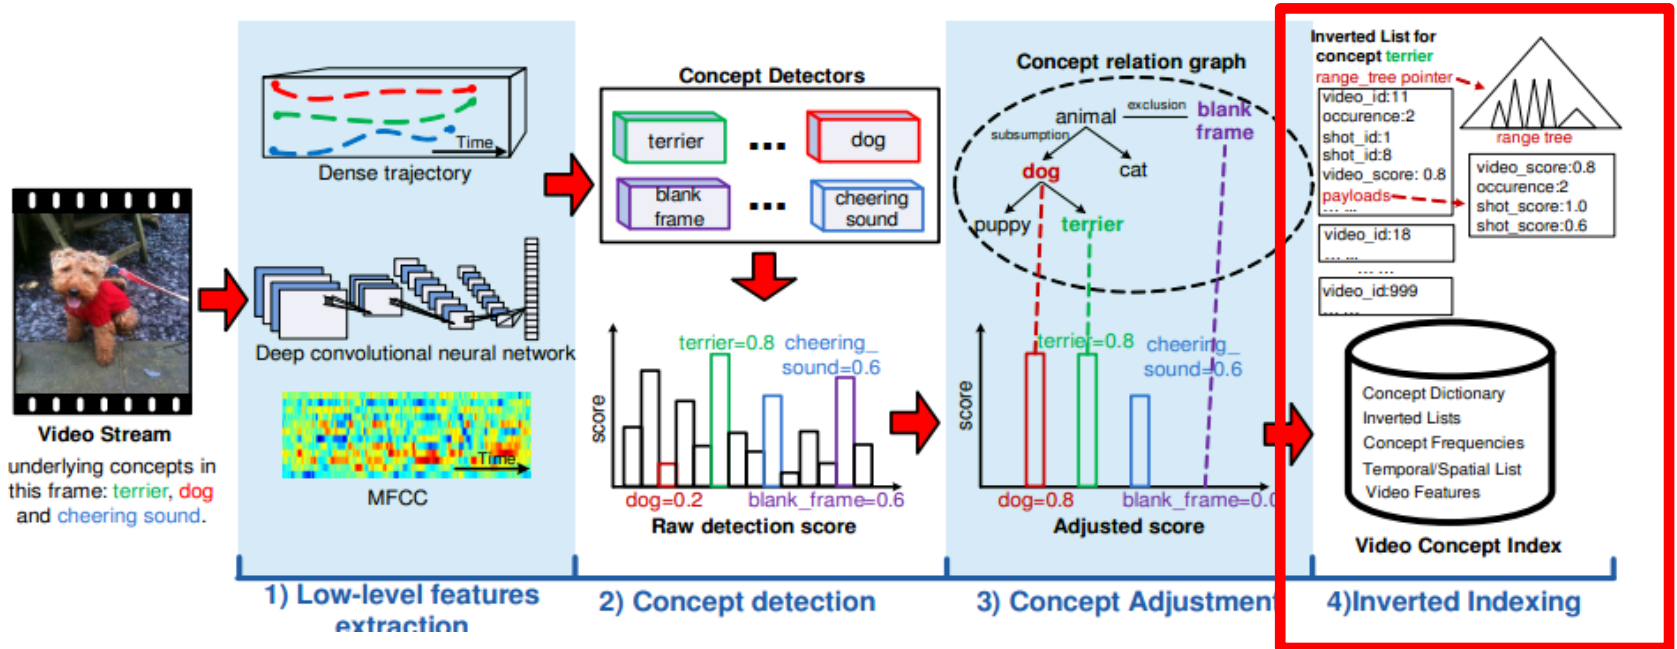 Video Stream
underlying concepts in
this frame: terrier, dog
and cheering sound.
Time
Dense trajectory
Deep convolutional neural network
Time
MFCC
1) Low-level features
extraction
Concept Detectors
terrier
...
dog
blank
frame
...
cheering
sound
score
terrier=0.8
cheering_
sound=0.6
dog=0.2
blank_frame=0.6
Raw detection score
2) Concept detection
Concept relation graph
animal
exclusion
blank
frame
subsumption
dog
cat
puppy
terrier
score
terrier=0.8
cheering_
sound=0.6
dog=0.8
blank_frame=0.0
Adjusted score
3) Concept Adjustment
Inverted List for
concept terrier
range_tree pointer
video_id:11
occurence:2
shot_id:1
shot_id:8
video_score: 0.8
payloads
... ...
range tree
video_score:0.8
occurence:2
shot_score:1.0
shot_score:0.6
video_id:18
... ...
... ...
video_id:999
... ...
Concept Dictionary
Inverted Lists
Concept Frequencies
Temporal/Spatial List
Video Features
Video Concept Index
4)Inverted Indexing